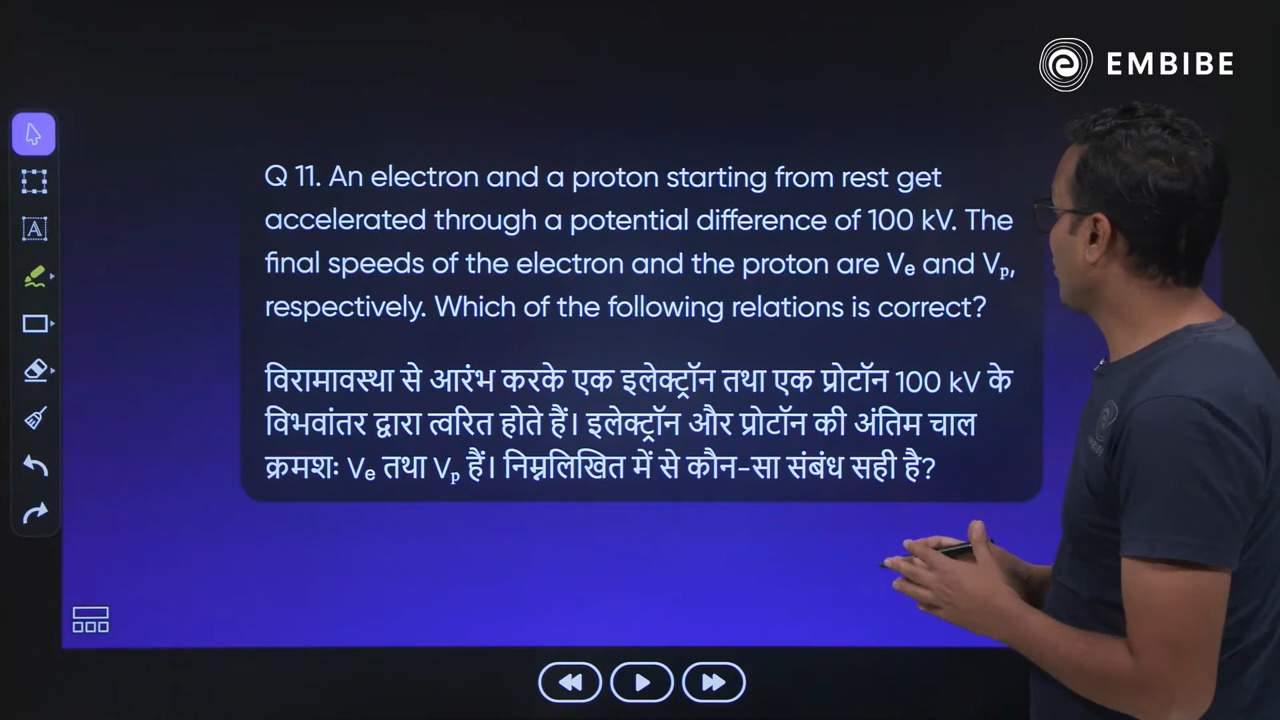 EMBIBE
Q 11. An electron and a proton starting from rest get
accelerated through a potential difference of 100 kV. The
final speeds of the electron and the proton are Vₑ and Vₚ,
respectively. Which of the following relations is correct?
विरामावस्था से आरंभ करके एक इलेक्ट्रॉन तथा एक प्रोटॉन 100 kV के
विभवांतर द्वारा त्वरित होते हैं। इलेक्ट्रॉन और प्रोटॉन की अंतिम चाल
क्रमशः Vₑ तथा Vₚ हैं। निम्नलिखित में से कौन-सा संबंध सही है?
A